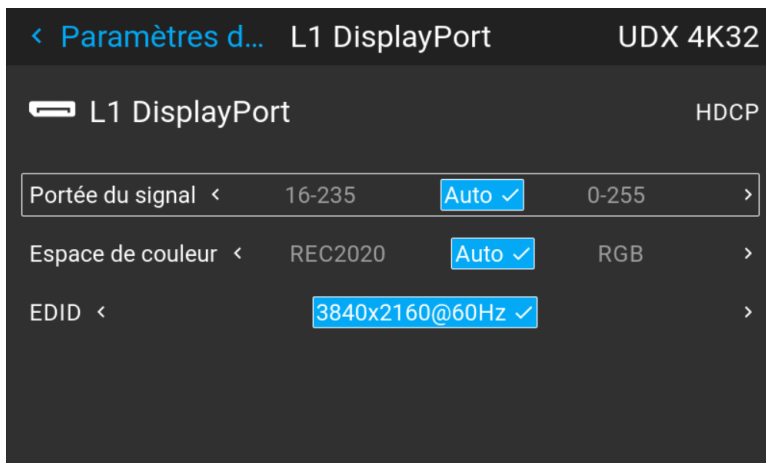 < Paramètres d... L1 DisplayPort UDX 4K32
L1 DisplayPort HDCP
Portée du signal < 16-235 Auto ✓ 0-255 >
Espace de couleur < REC2020 Auto ✓ RGB >
EDID < 3840x2160@60Hz ✓ >